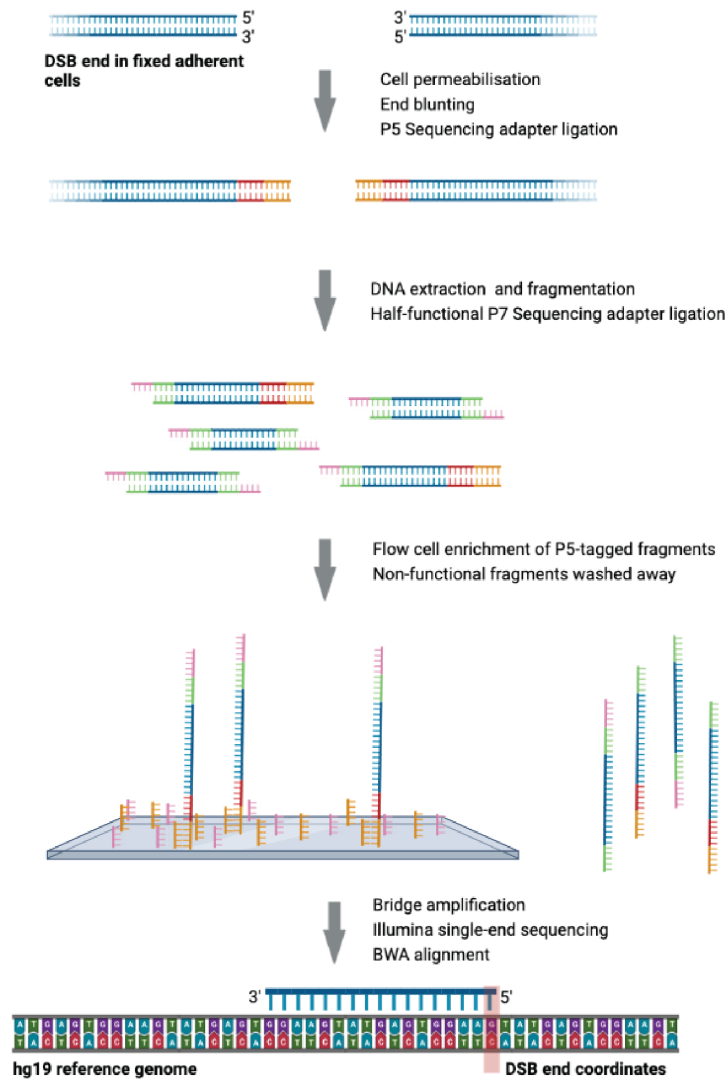 5'
3'
3'
5'
DSB end in fixed adherent
cells
Cell permeabilisation
End blunting
P5 Sequencing adapter ligation
DNA extraction and fragmentation
Half-functional P7 Sequencing adapter ligation
Flow cell enrichment of P5-tagged fragments
Non-functional fragments washed away
Bridge amplification
Illumina single-end sequencing
BWA alignment
3'
5'
A T G A G T G G A A G T A T G A G T G G A A G T A T G A G T G G A A G T A T G A G T G G A A G T
hg19 reference genome
DSB end coordinates